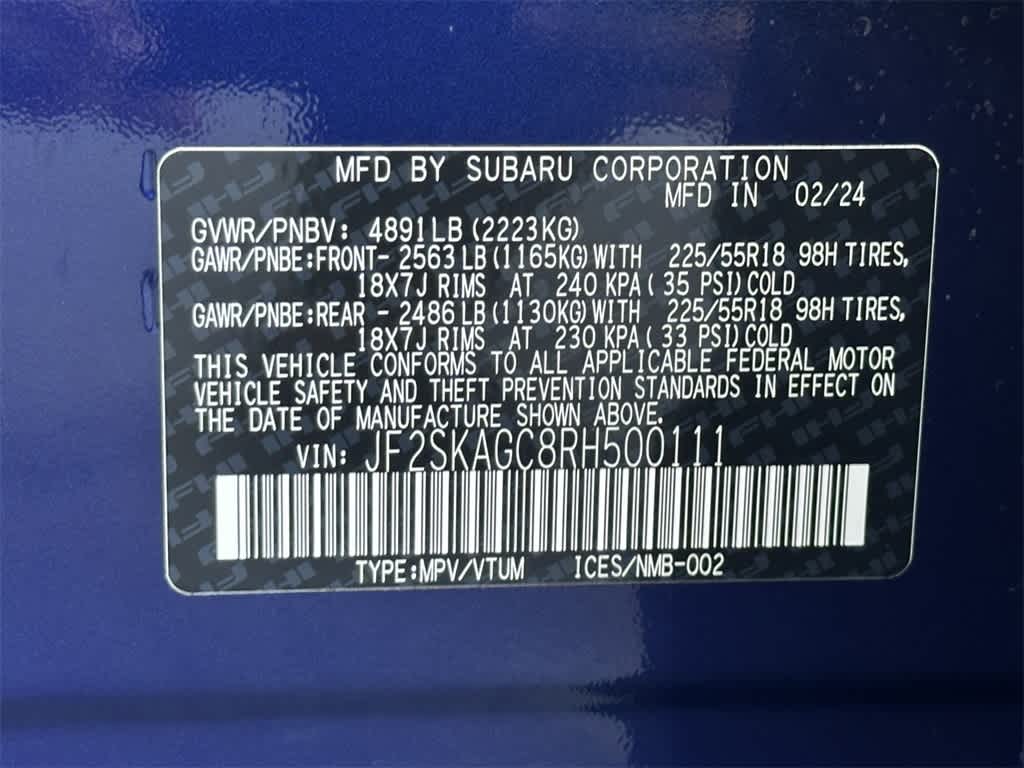 MFD BY SUBARU CORPORATION
MFD IN 02/24
GVWR/PNBV: 4891LB (2223KG)
GAWR/PNBE:FRONT- 2563LB(1165KG)WITH 225/55R18 98H TIRES,
18X7J RIMS AT 240 KPA( 35 PSI)COLD
GAWR/PNBE:REAR - 2486LB(1130KG)WITH 225/55R18 98H TIRES,
18X7J RIMS AT 230 KPA( 33 PSI)COLD
THIS VEHICLE CONFORMS TO ALL APPLICABLE FEDERAL MOTOR
VEHICLE SAFETY AND THEFT PREVENTION STANDARDS IN EFFECT ON
THE DATE OF MANUFACTURE SHOWN ABOVE.
VIN: JF2SKAGC8RH500111
TYPE:MPV/VTUM ICES/NMB-002